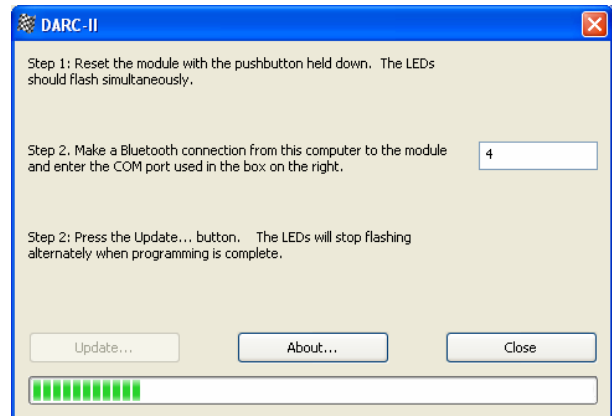 DARC-II
Step 1: Reset the module with the pushbutton held down. The LEDs
should flash simultaneously.
Step 2. Make a Bluetooth connection from this computer to the module
and enter the COM port used in the box on the right.
4
Step 2: Press the Update... button. The LEDs will stop flashing
alternately when programming is complete.
Update... About... Close